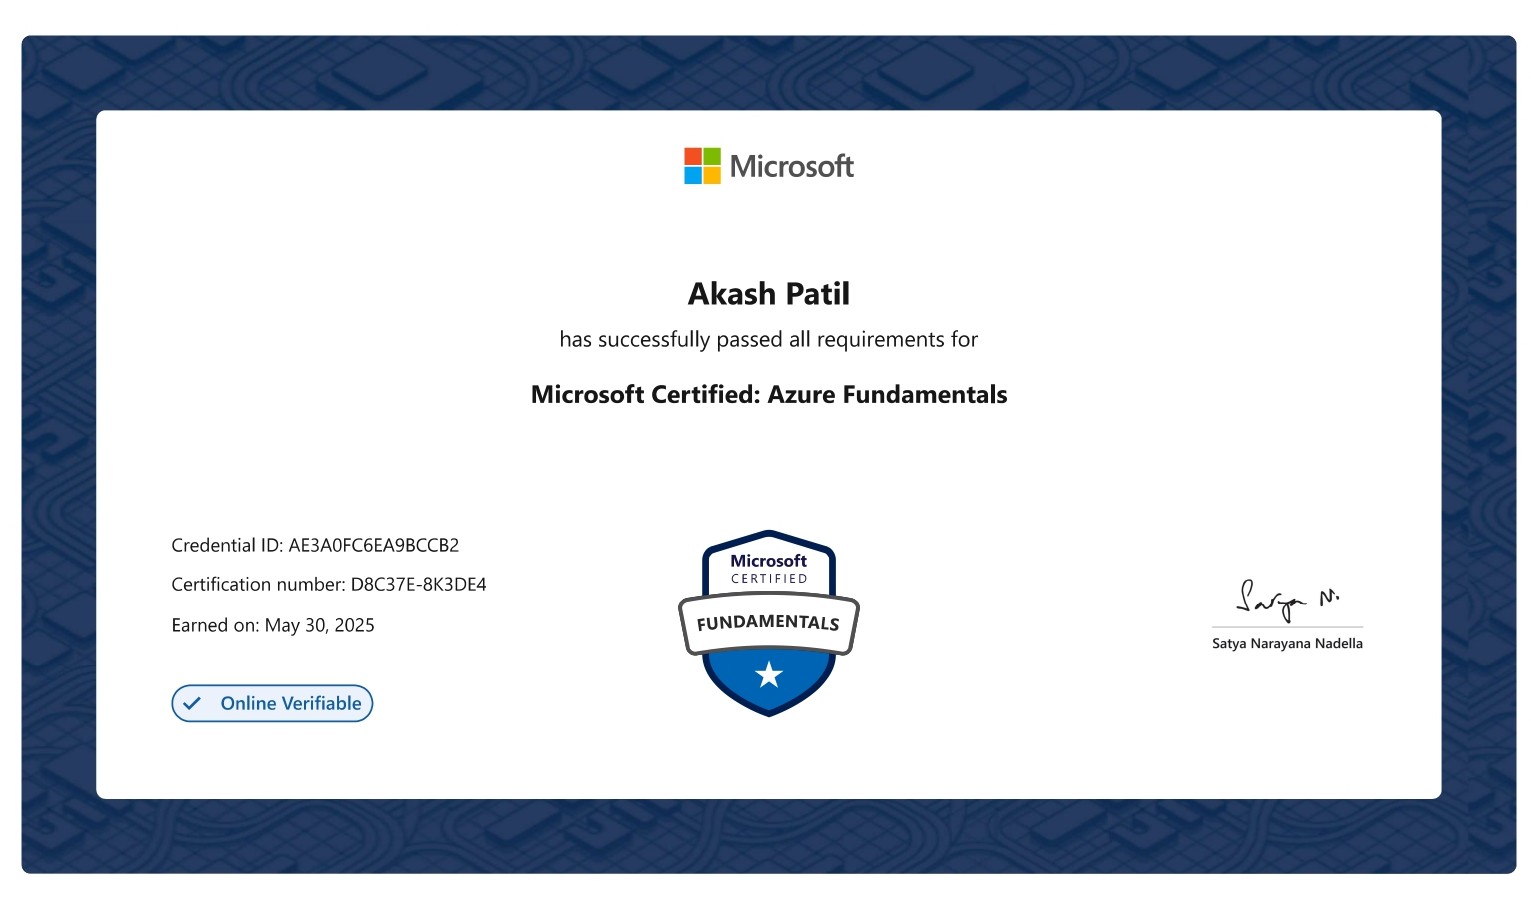 Microsoft
Akash Patil
has successfully passed all requirements for
Microsoft Certified: Azure Fundamentals
Credential ID: AE3A0FC6EA9BCCB2
Certification number: D8C37E-8K3DE4
Earned on: May 30, 2025
Online Verifiable
Microsoft
CERTIFIED
FUNDAMENTALS
Satya N.
Satya Narayana Nadella